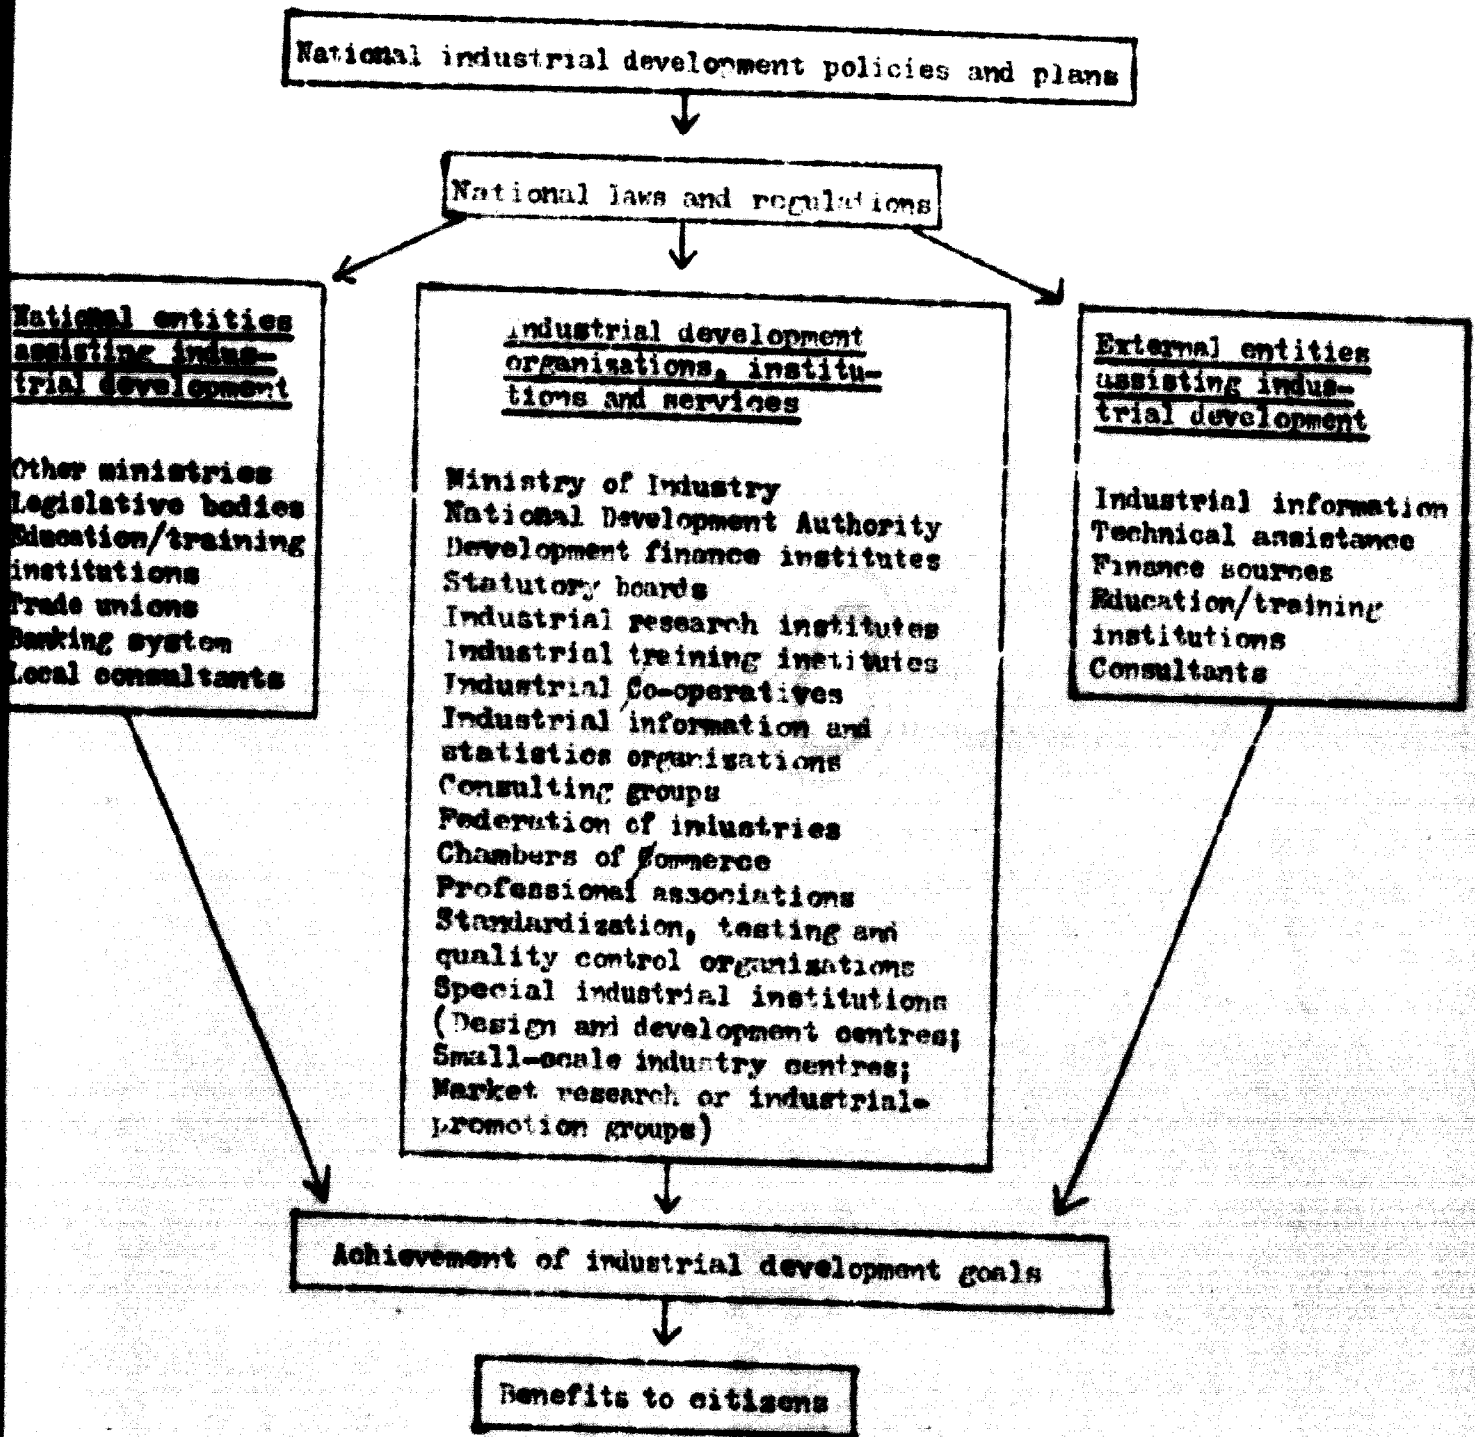 National industrial development policies and plans
National laws and regulations
National entities
assisting indus-
trial development
Other ministries
Legislative bodies
Education/training
institutions
Trade unions
Banking system
Local consultants
Industrial development
organizations, institu-
tions and services
Ministry of Industry
National Development Authority
Development finance institutes
Statutory boards
Industrial research institutes
Industrial training institutes
Industrial Co-operatives
Industrial information and
statistics organizations
Consulting groups
Federation of industries
Chambers of Commerce
Professional associations
Standardization, testing and
quality control organizations
Special industrial institutions
(Design and development centres;
Small-scale industry centres;
Market research or industrial-
promotion groups)
External entities
assisting indus-
trial development
Industrial information
Technical assistance
Finance sources
Education/training
institutions
Consultants
Achievement of industrial development goals
Benefits to citizens